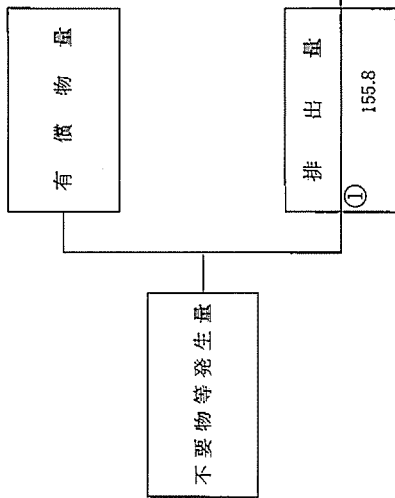 不要物等発生量
有償物量
排出量
①
155.8